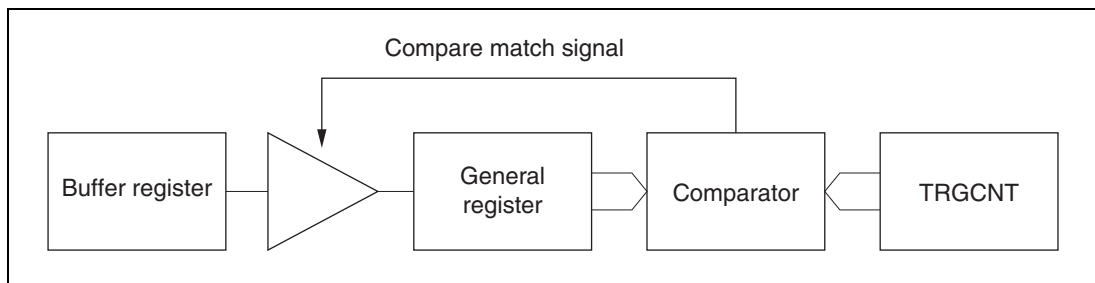 Compare match signal
Buffer register
General
register
Comparator
TRGCNT